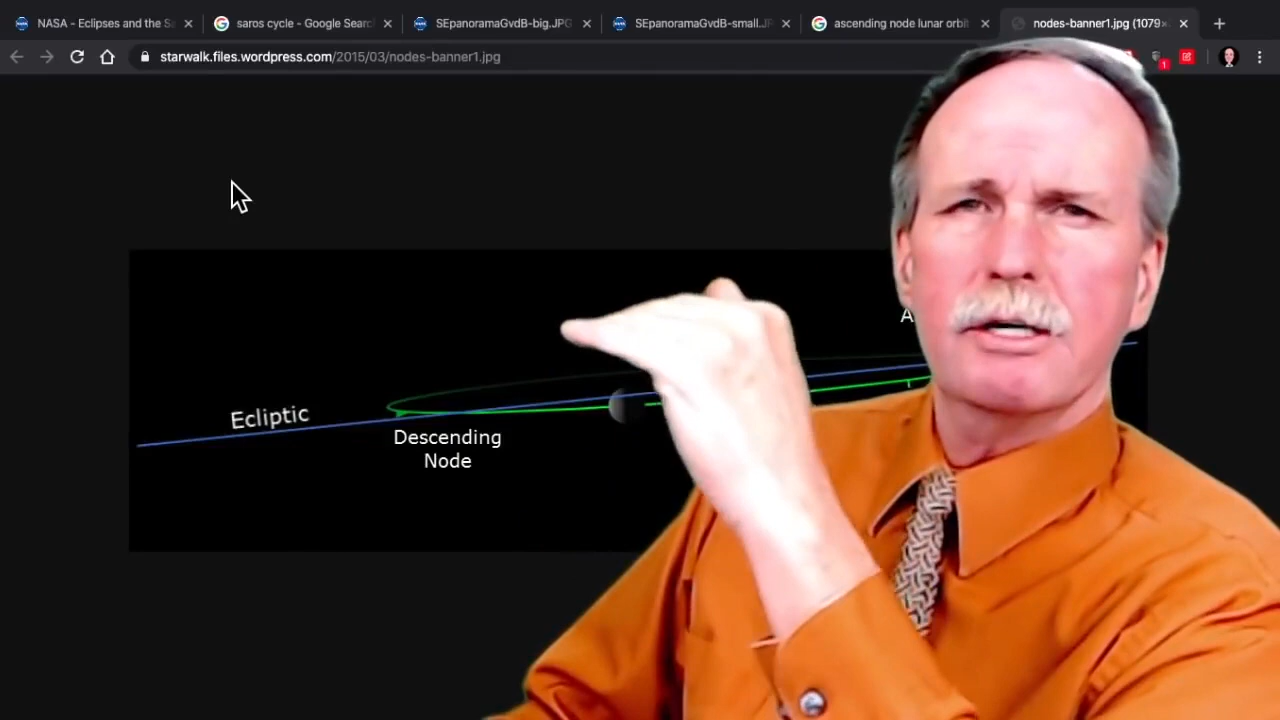 NASA - Eclipses and the S
saros cycle - Google Searc
SEpanoramaGvdB-big.JPG
SEpanoramaGvdB-small.J
ascending node lunar orbit
nodes-banner1.jpg (1079×
starwalk.files.wordpress.com/2015/03/nodes-banner1.jpg
1
A
Ecliptic
Descending
Node